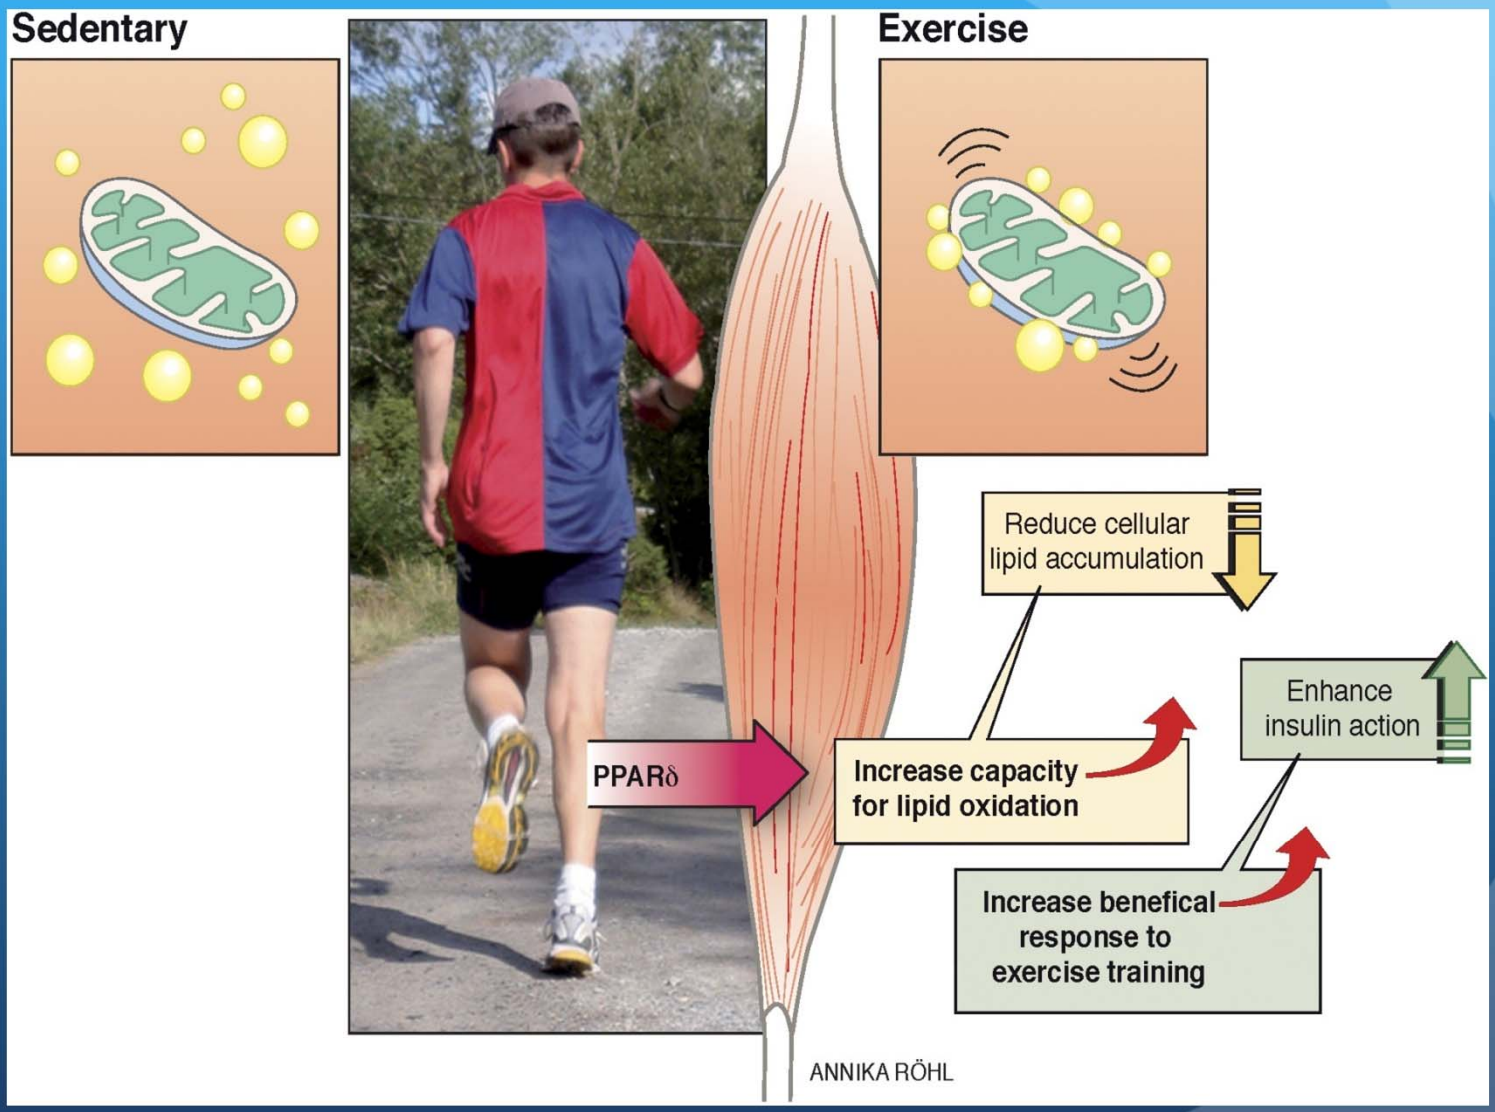 Sedentary
Exercise
Reduce cellular
lipid accumulation
Enhance
insulin action
PPARδ
Increase capacity
for lipid oxidation
Increase benefical
response to
exercise training
ANNIKA RÖHL